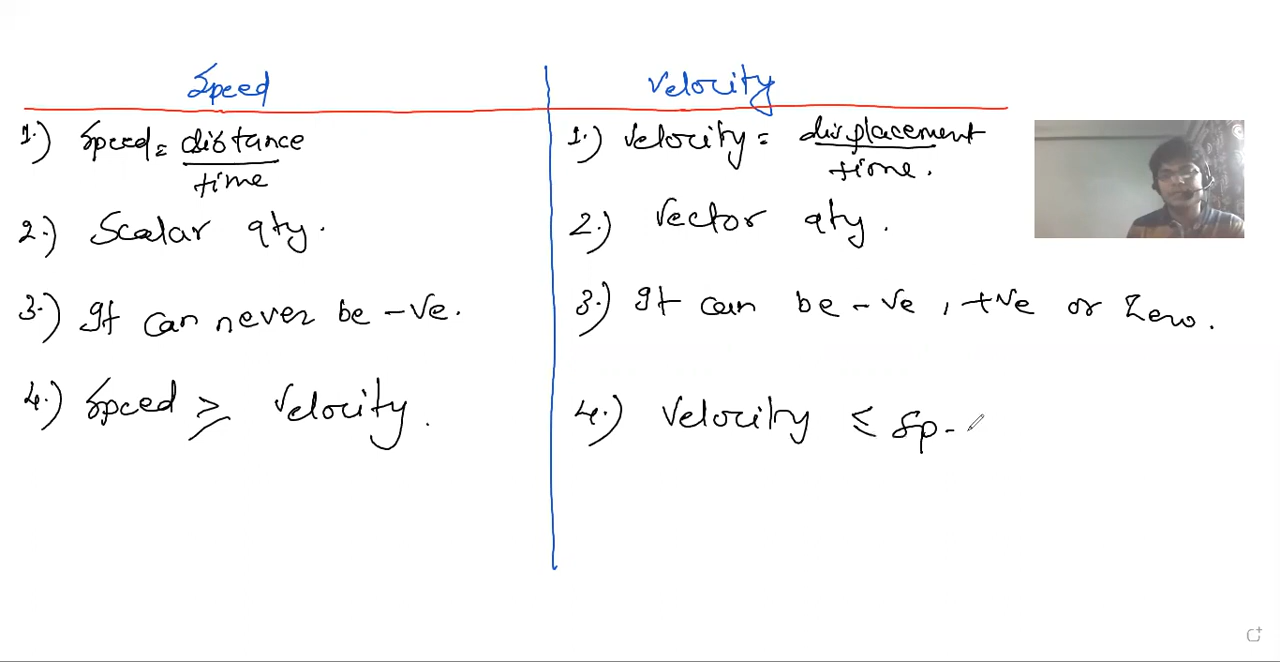 Speed
Velocity
1.) Speed = distance
time
1.) Velocity = displacement
time.
2.) Scalar qty.
2.) Vector qty.
3.) It can never be -ve.
3.) It can be -ve, +ve or Zero.
4.) Speed ≥ Velocity.
4.) Velocity ≤ Sp-